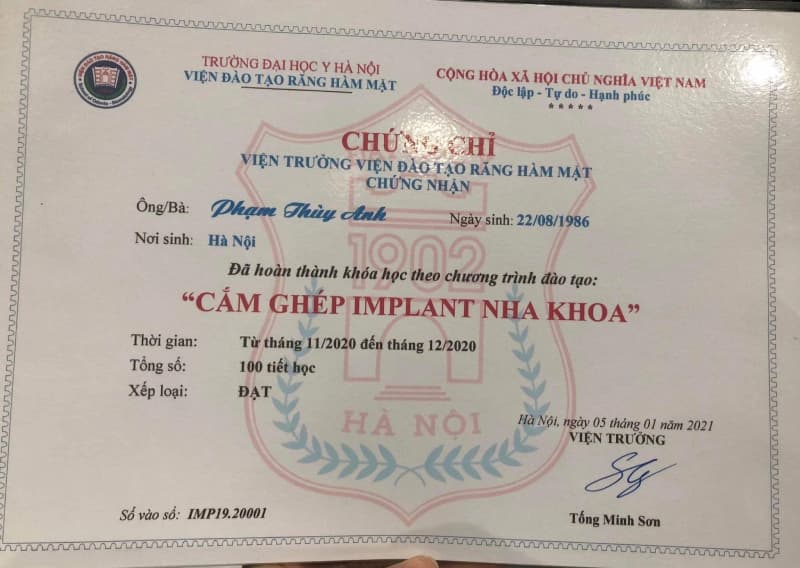 TRƯỜNG ĐẠI HỌC Y HÀ NỘI
VIỆN ĐÀO TẠO RĂNG HÀM MẶT
CỘNG HÒA XÃ HỘI CHỦ NGHĨA VIỆT NAM
Độc lập - Tự do - Hạnh phúc
*****
CHỨNG CHỈ
VIỆN TRƯỞNG VIỆN ĐÀO TẠO RĂNG HÀM MẶT
CHỨNG NHẬN
Ông/Bà: Phạm Thùy Anh Ngày sinh: 22/08/1986
Nơi sinh: Hà Nội
1902
Đã hoàn thành khóa học theo chương trình đào tạo:
“CẮM GHÉP IMPLANT NHA KHOA”
Thời gian: Từ tháng 11/2020 đến tháng 12/2020
Tổng số: 100 tiết học
Xếp loại: ĐẠT
HÀ NỘI
Hà Nội, ngày 05 tháng 01 năm 2021
VIỆN TRƯỞNG
Tống Minh Sơn
Số vào sổ: IMP19.20001